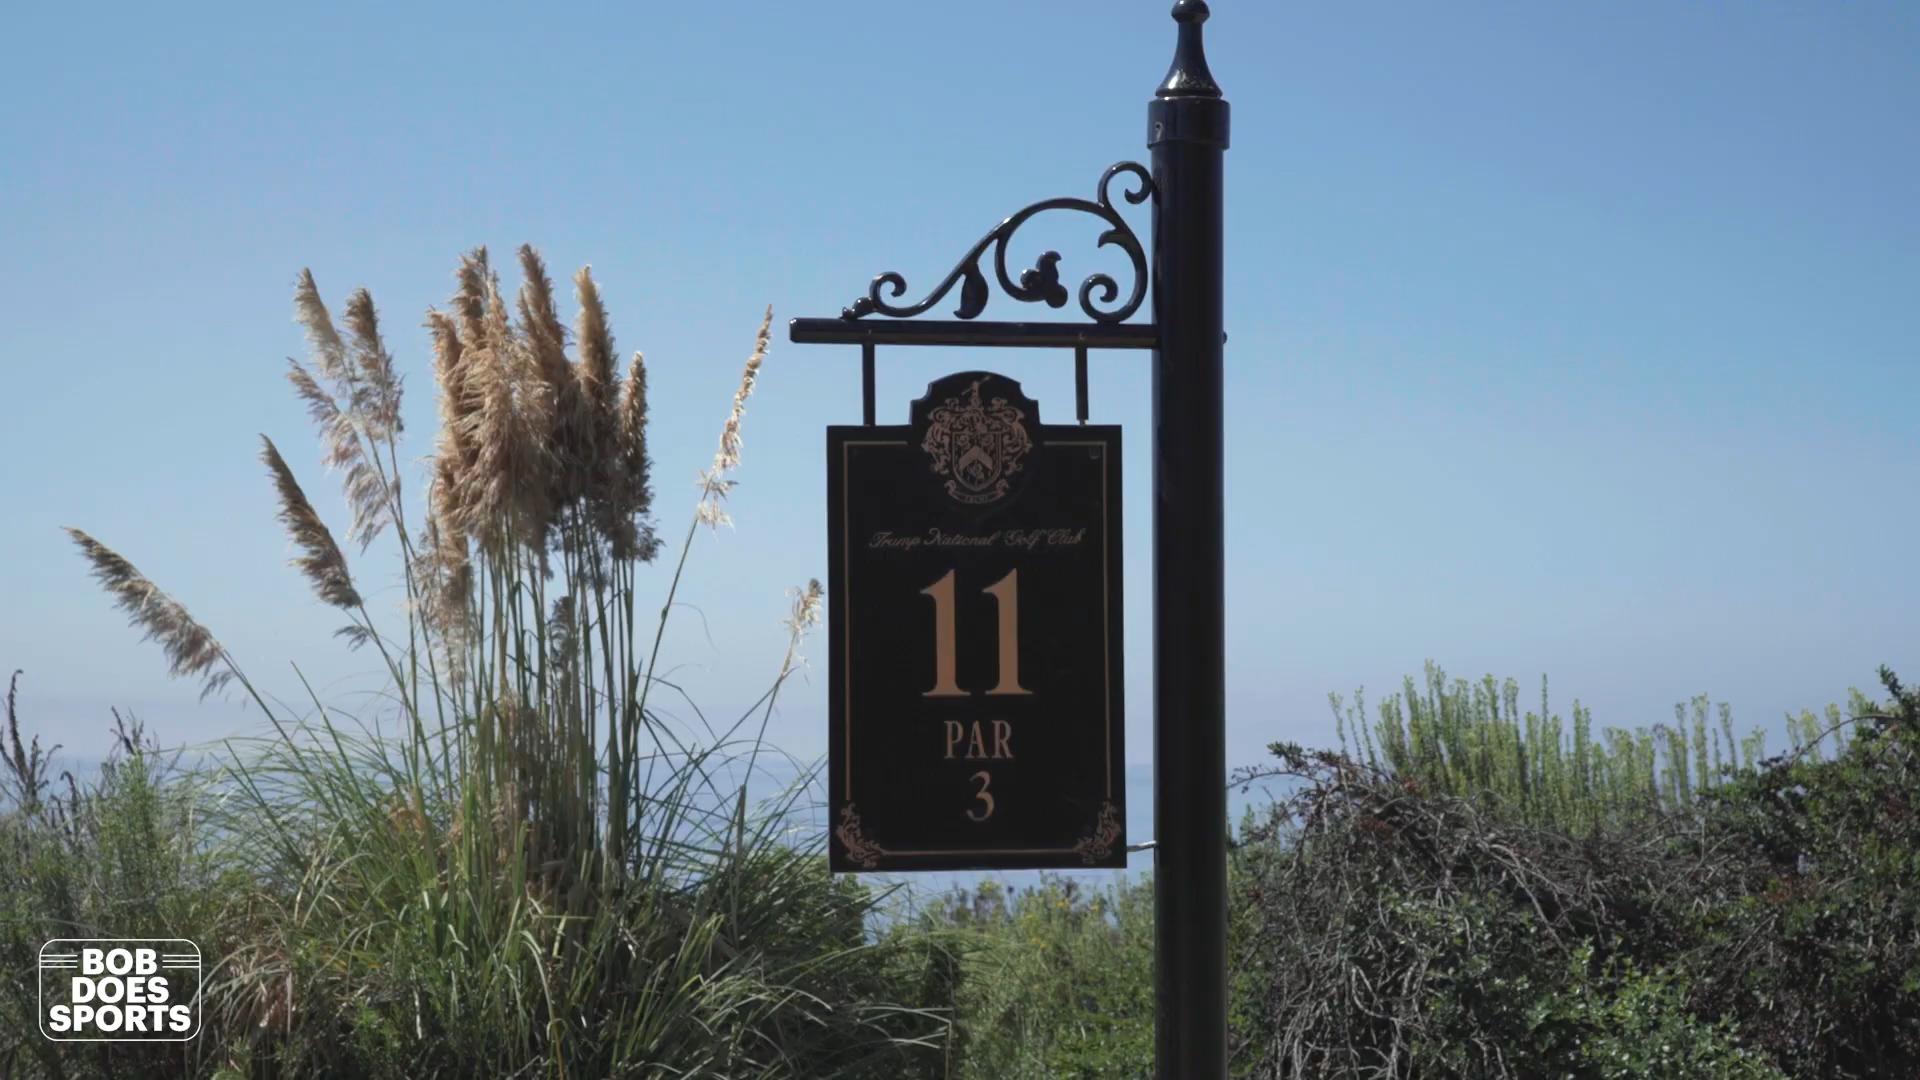 Trump National Golf Club
11
PAR
3
BOB
DOES
SPORTS